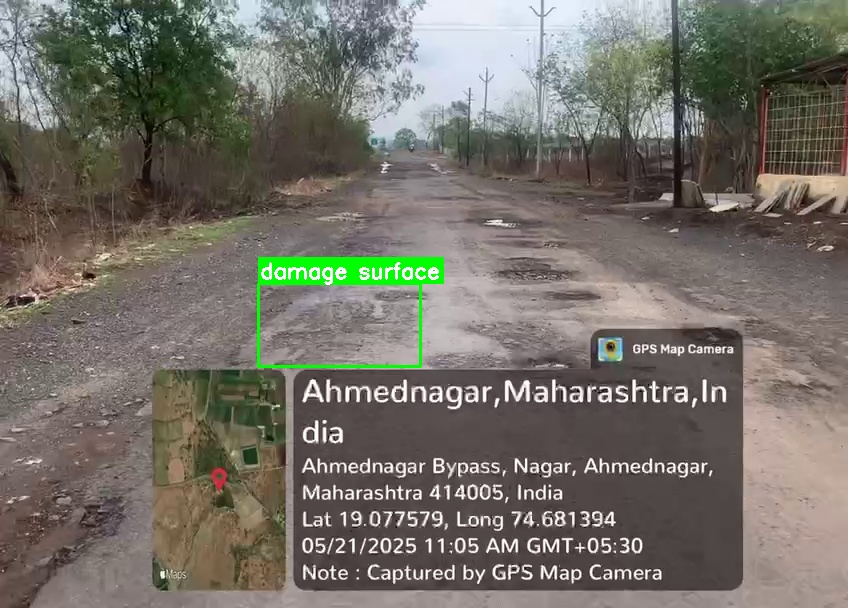 damage surface
GPS Map Camera
Ahmednagar,Maharashtra,In
dia
Ahmednagar Bypass, Nagar, Ahmednagar,
Maharashtra 414005, India
Lat 19.077579, Long 74.681394
05/21/2025 11:05 AM GMT+05:30
Note : Captured by GPS Map Camera
Maps